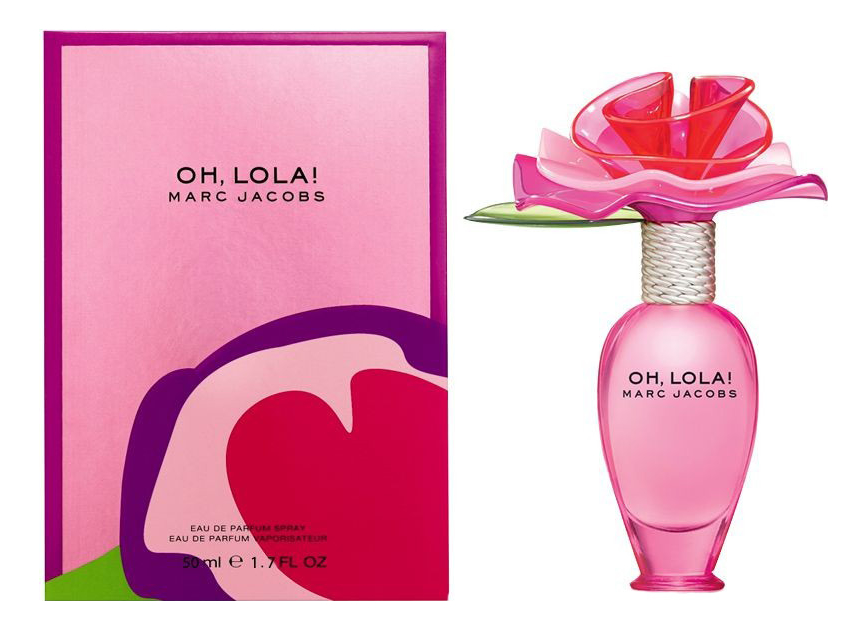 OH, LOLA!
MARC JACOBS
EAU DE PARFUM SPRAY
EAU DE PARFUM VAPORISATEUR
50 ml ℮ 1.7 FL OZ
OH, LOLA!
MARC JACOBS